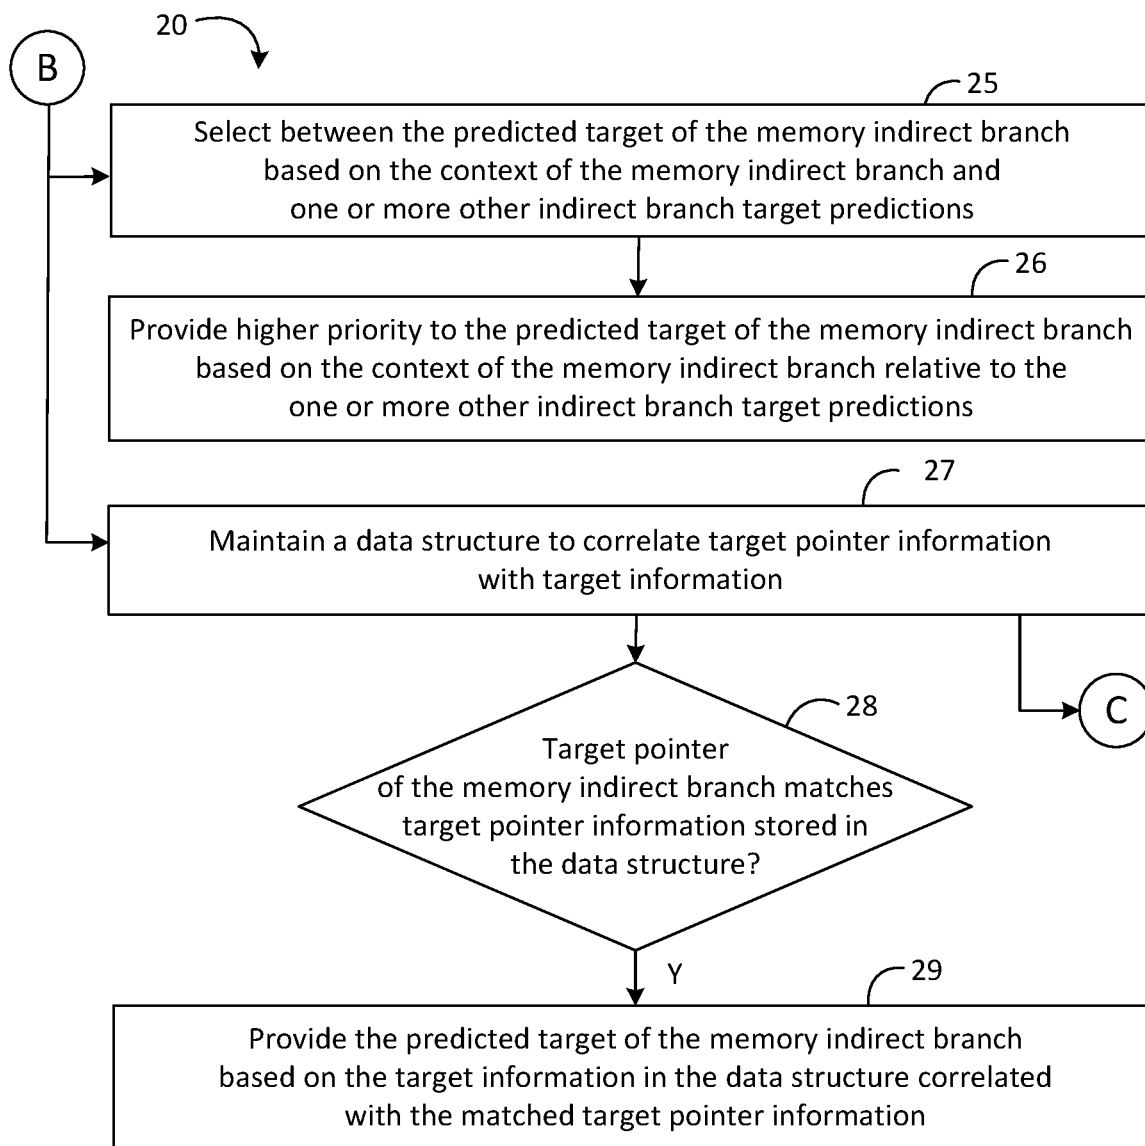 20
B
25
Select between the predicted target of the memory indirect branch
based on the context of the memory indirect branch and
one or more other indirect branch target predictions
26
Provide higher priority to the predicted target of the memory indirect branch
based on the context of the memory indirect branch relative to the
one or more other indirect branch target predictions
27
Maintain a data structure to correlate target pointer information
with target information
28
C
Target pointer
of the memory indirect branch matches
target pointer information stored in
the data structure?
Y
29
Provide the predicted target of the memory indirect branch
based on the target information in the data structure correlated
with the matched target pointer information